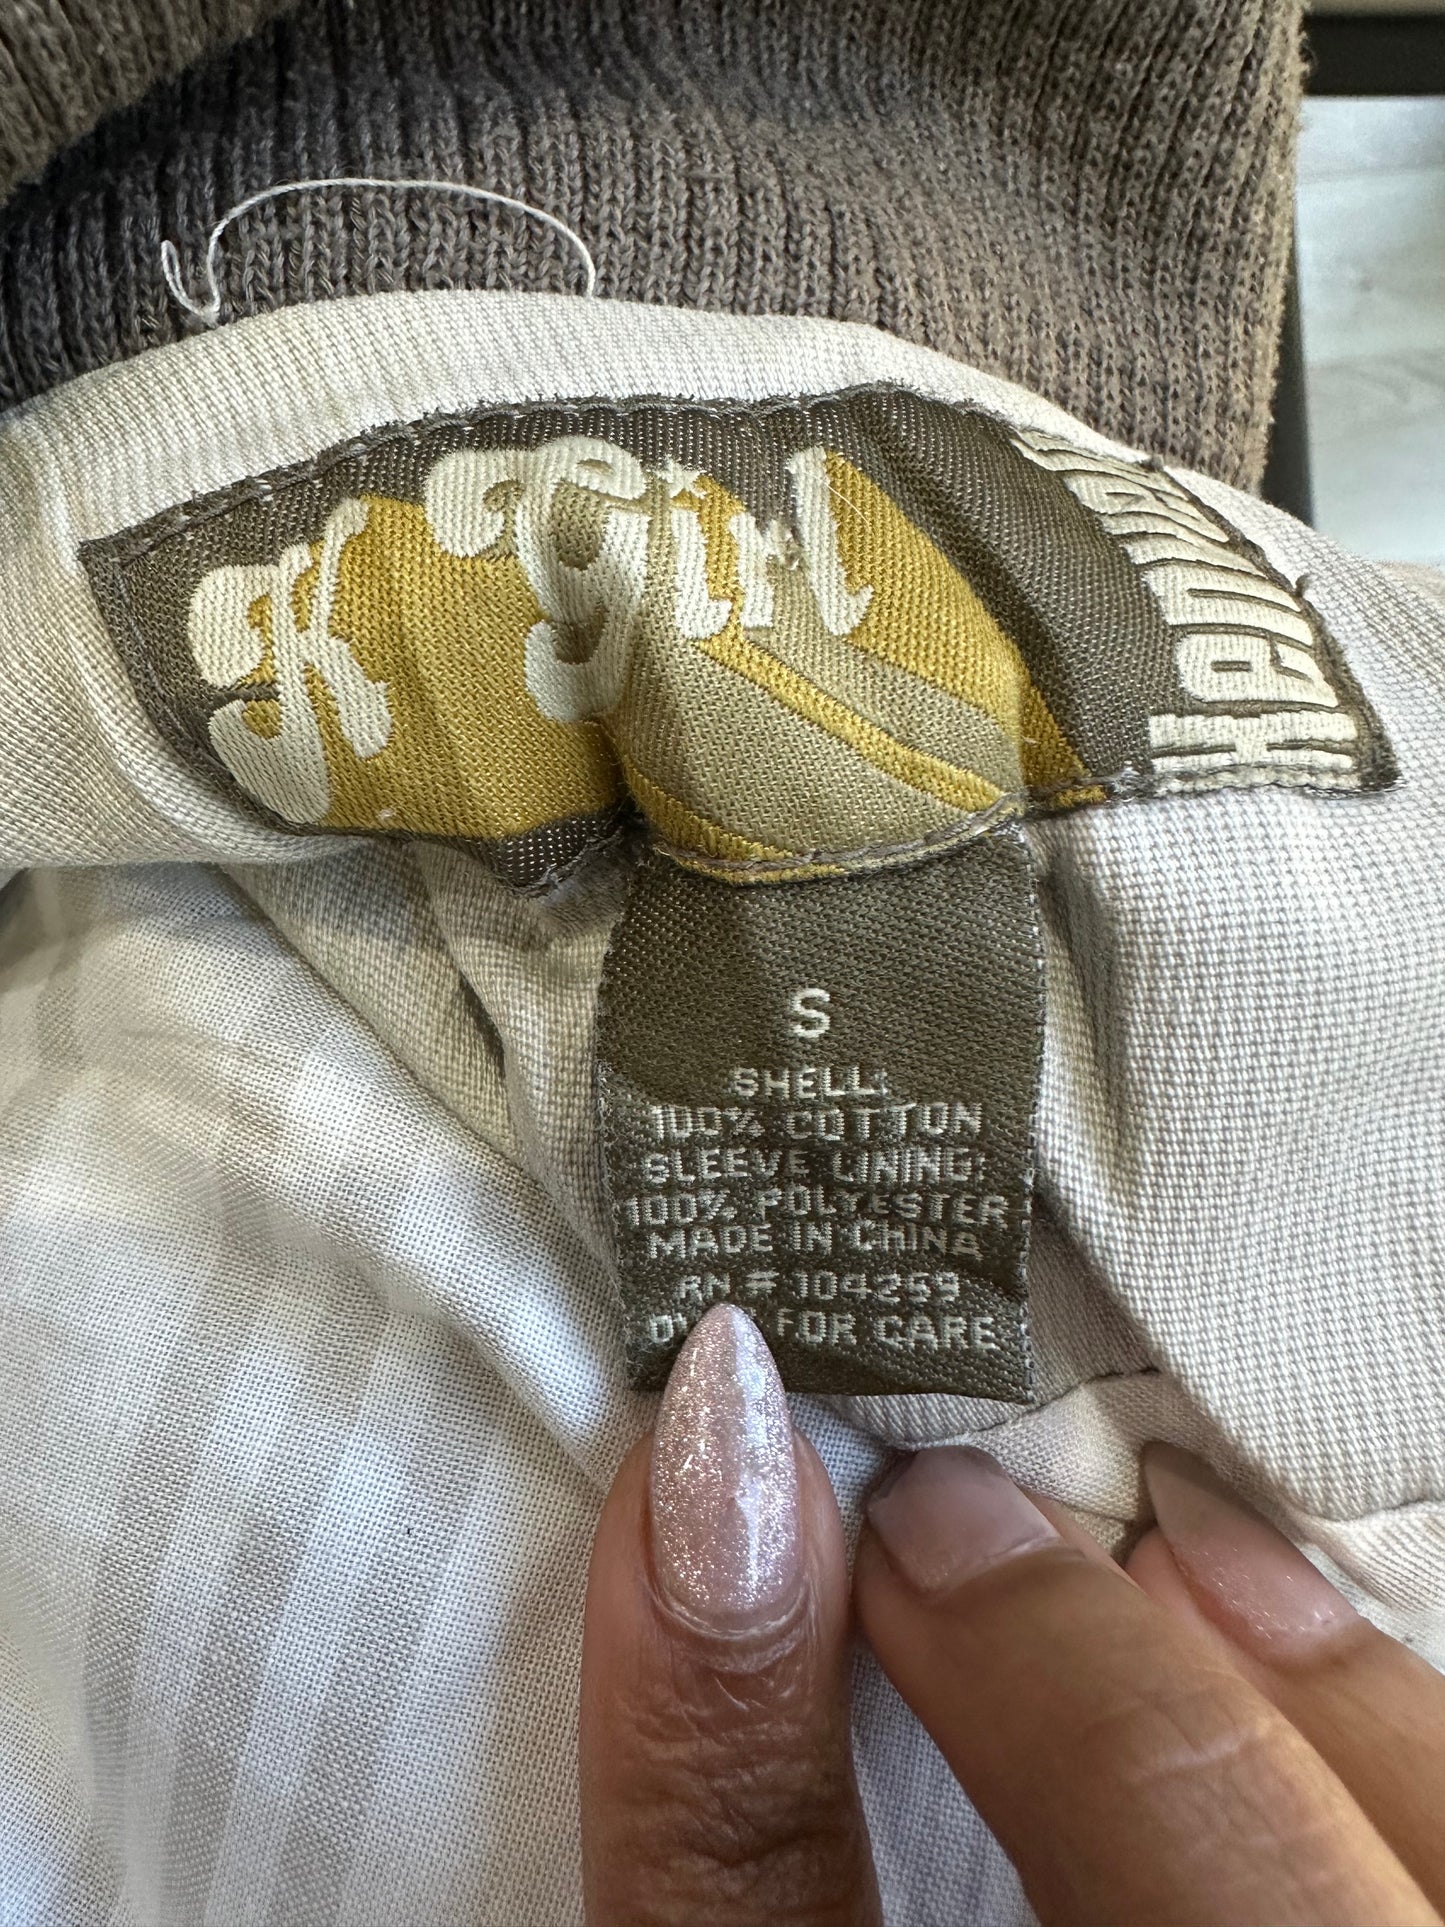 K Girl
S
SHELL:
100% COTTON
SLEEVE LINING:
100% POLYESTER
MADE IN CHINA
RN # 104259
FOR CARE